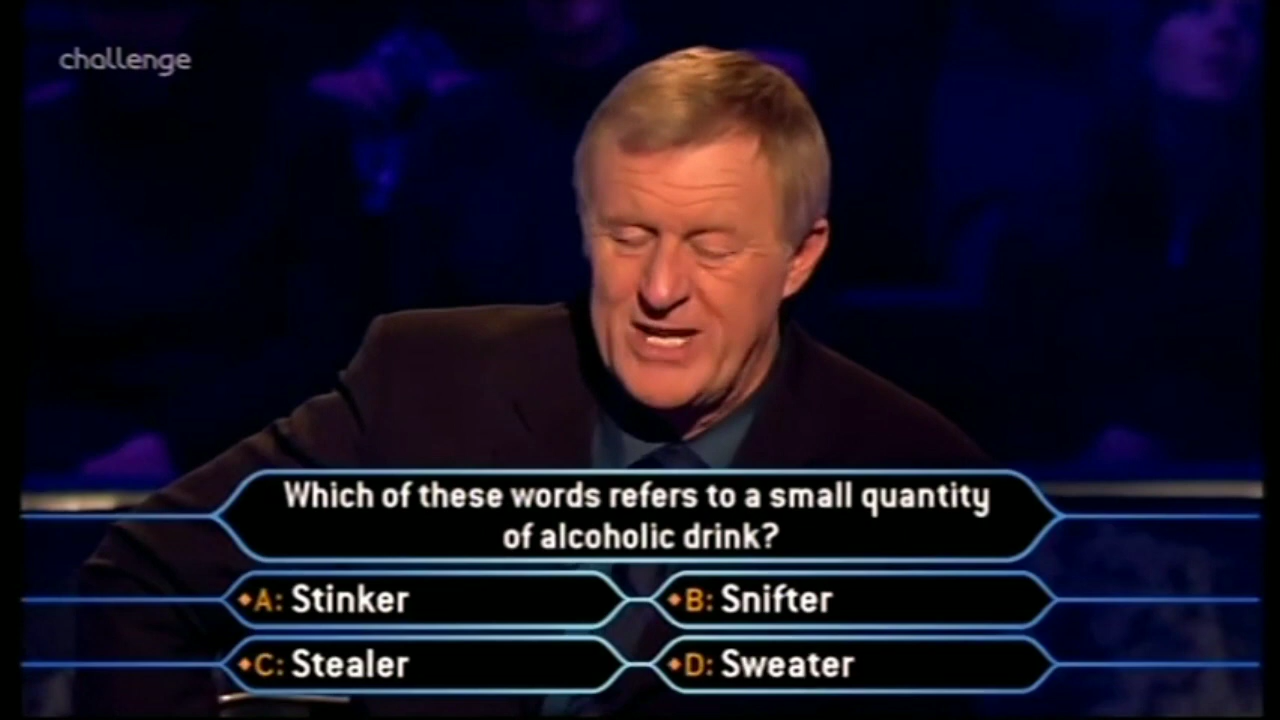 challenge
Which of these words refers to a small quantity
of alcoholic drink?
A: Stinker
B: Snifter
C: Stealer
D: Sweater